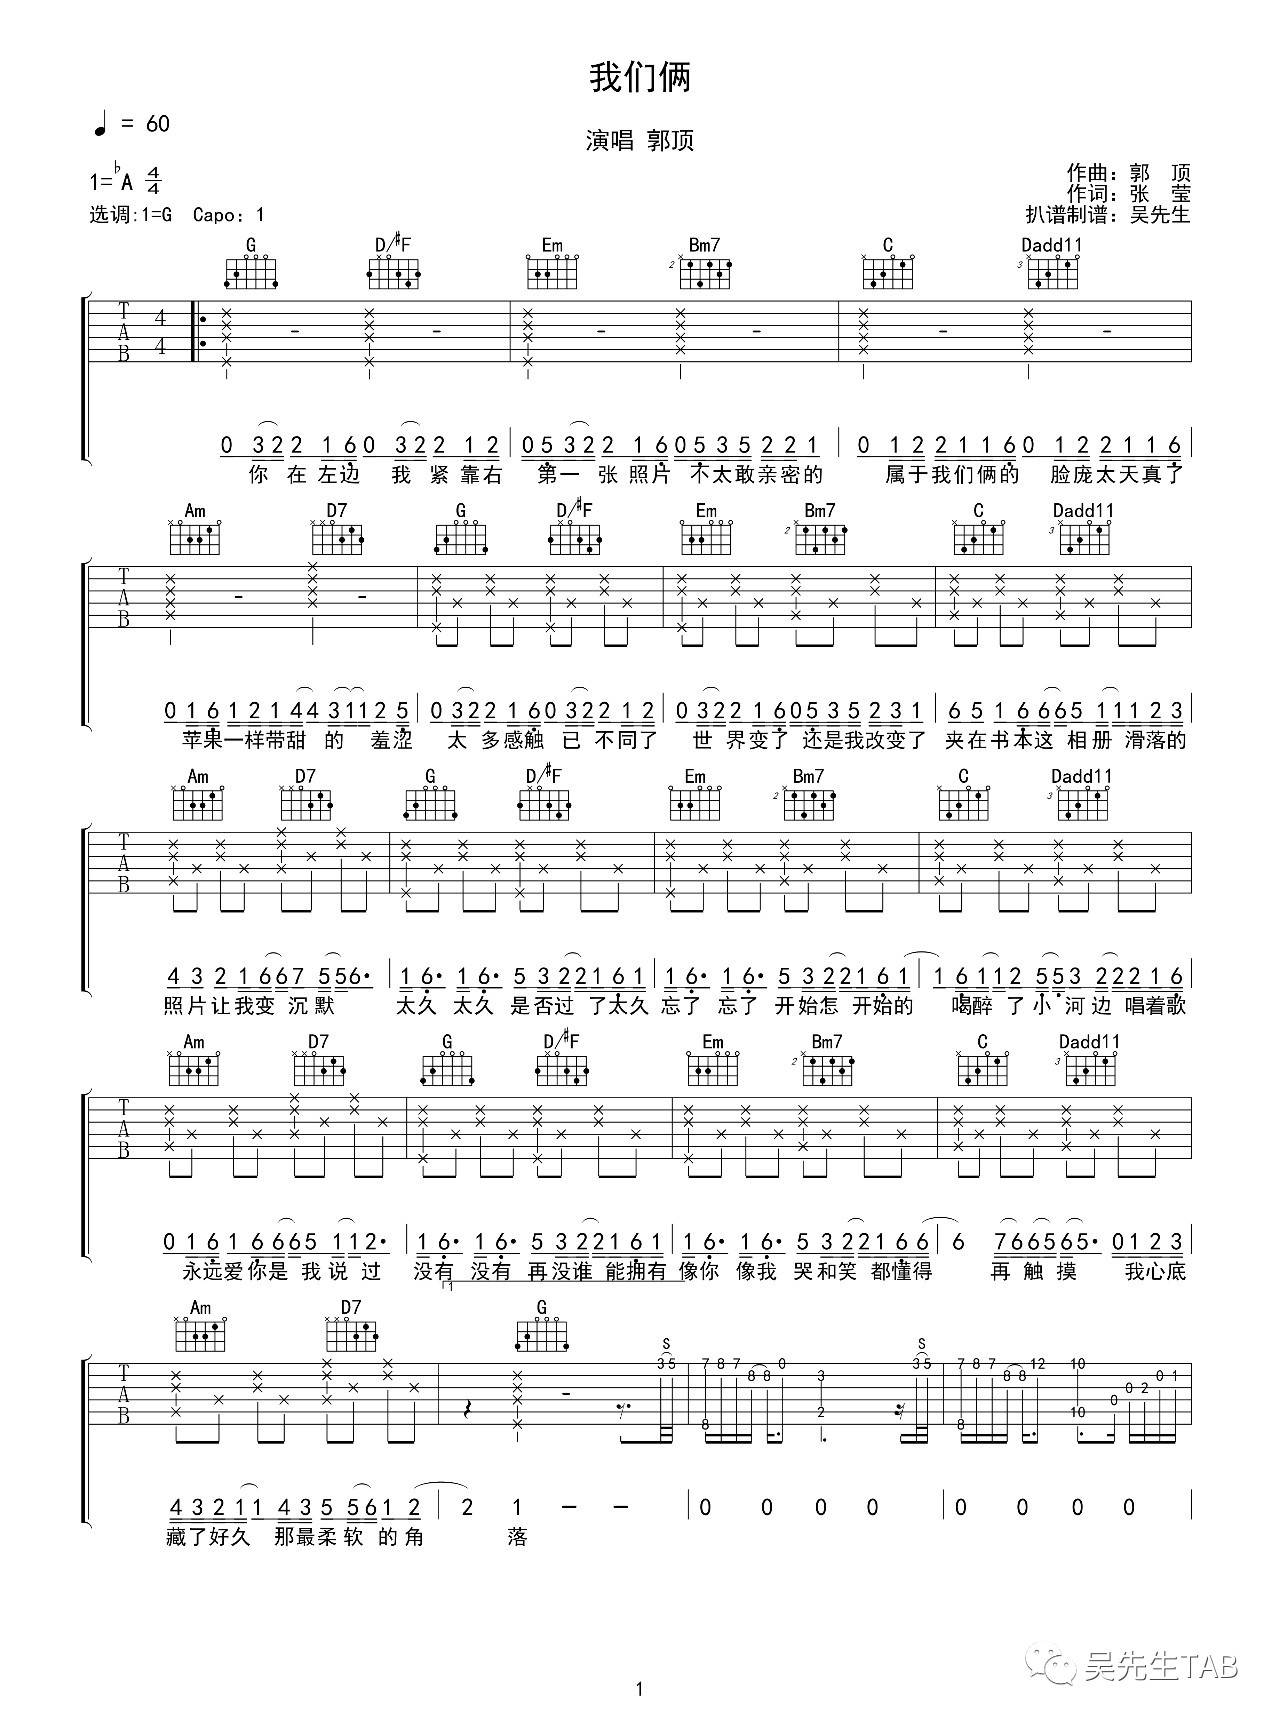 我们俩
♩ = 60
演唱 郭顶
1=♭A 4/4
作曲：郭 顶
作词：张 莹
选调:1=G Capo：1
扒谱制谱：吴先生
G D/#F Em Bm7 C Dadd11
2 3
T A B 4 4
0 3 2 2 1 6 0 3 2 2 1 2 0 5 3 2 2 1 6 0 5 3 5 2 2 1 0 1 2 2 1 1 6 0 1 2 2 1 1 6
你 在 左边 我 紧 靠右 第一 张 照片 不太敢亲密的 属于我们俩的 脸庞太天真了
Am D7 G D/#F Em Bm7 C Dadd11
2 3
T A B
0 1 6 1 2 1 4 4 3 1 1 2 5 0 3 2 2 1 6 0 3 2 2 1 2 0 3 2 2 1 6 0 5 3 5 2 3 1 6 5 1 6 6 6 5 1 1 1 2 3
苹果一样带甜 的 羞涩 太 多感触 已 不同了 世 界变了 还是我改变了 夹在书本这 相册 滑落的
Am D7 G D/#F Em Bm7 C Dadd11
2 3
T A B
4 3 2 1 6 6 7 5 5 6· 1 6· 1 6· 5 3 2 2 1 6 1 1 6· 1 6· 5 3 2 2 1 6 1 1 6 1 1 2 5 5 3 2 2 2 1 6
照片让我变 沉默 太久 太久 是否过 了太久 忘了 忘了 开始怎 开始的 喝醉 了 小 河边 唱着歌
Am D7 G D/#F Em Bm7 C Dadd11
2 3
T A B
0 1 6 1 6 6 6 5 1 1 2· 1 6· 1 6· 5 3 2 2 1 6 1 1 6· 1 6· 5 3 2 2 1 6 6 6 7 6 6 5 6 5· 0 1 2 3
永远爱你是 我 说 过 没有 没有 再没谁 能拥有 像你 像我 哭和笑 都懂得 再 触 摸 我心底
1
Am D7 G
S S
T A B
3 5 7 8 7 8 8 0 3 3 5 7 8 7 8 8 12 10 0 1
8 2 8 10 0 0 2
4 3 2 1 1 4 3 5 5 6 1 2 2 1 — — 0 0 0 0 0 0 0 0
藏了好久 那最柔软 的角 落
吴先生TAB
1